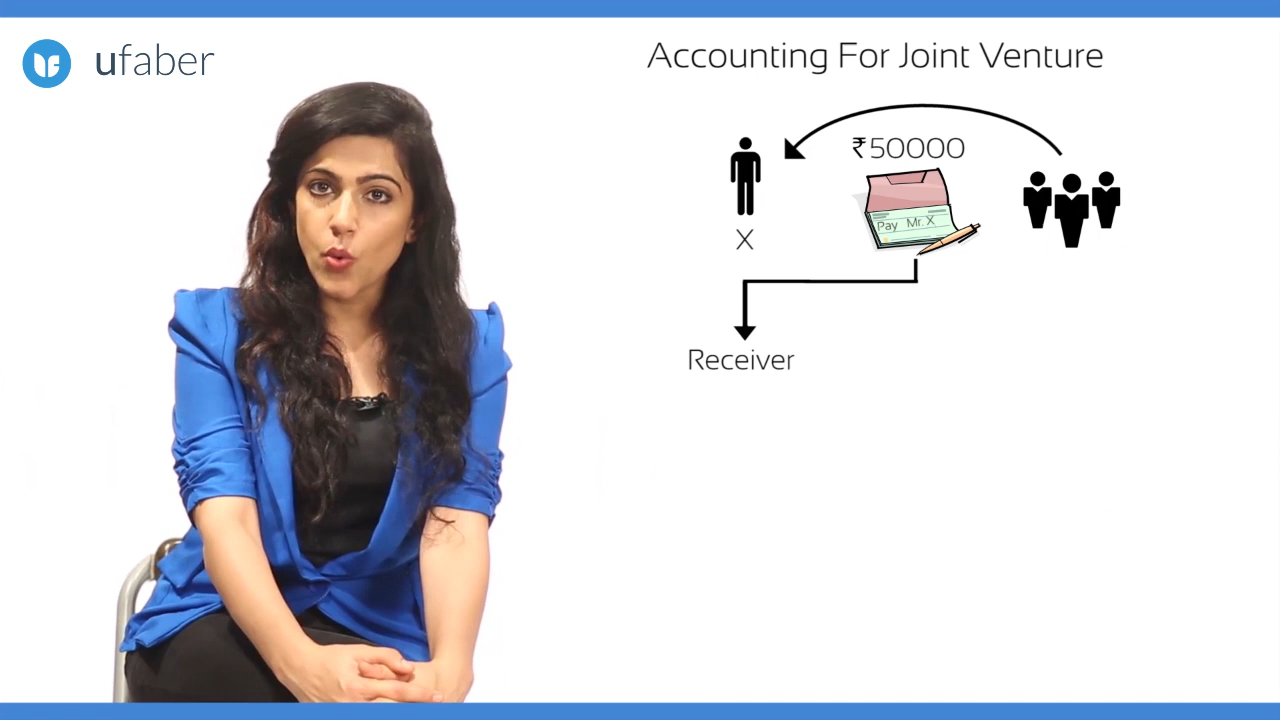 ufaber
Accounting For Joint Venture
₹50000
Pay Mr. X
X
Receiver